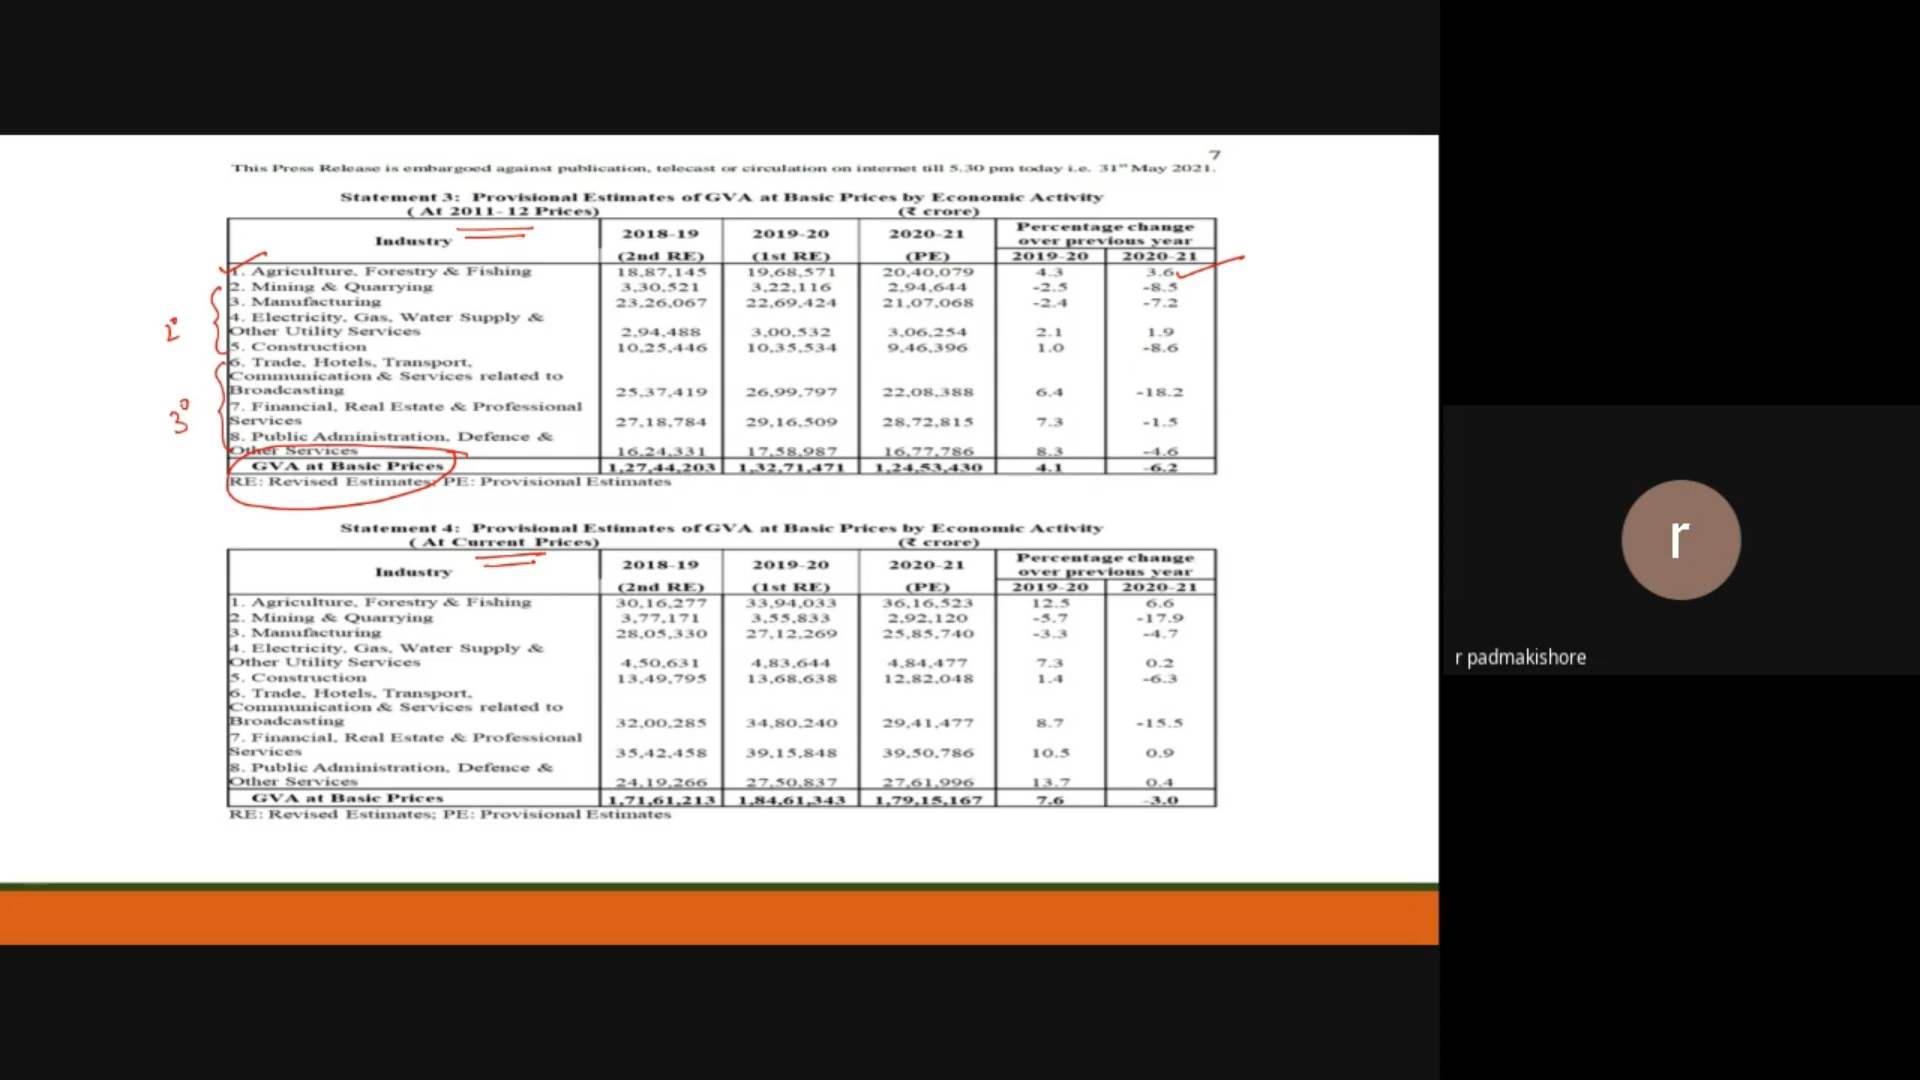 7
This Press Release is embargoed against publication, telecast or circulation on internet till 5.30 pm today i.e. 31st May 2021.
Statement 3: Provisional Estimates of GVA at Basic Prices by Economic Activity
( At 2011-12 Prices) (₹ crore)
Industry 2018-19 2019-20 2020-21 Percentage change over previous year
(2nd RE) (1st RE) (PE) 2019-20 2020-21
1. Agriculture, Forestry & Fishing 18,87,145 19,68,571 20,40,079 4.3 3.6
2. Mining & Quarrying 3,30,521 3,22,116 2,94,644 -2.5 -8.5
3. Manufacturing 23,26,067 22,69,424 21,07,068 -2.4 -7.2
4. Electricity, Gas, Water Supply &
Other Utility Services 2,94,488 3,00,532 3,06,254 2.1 1.9
5. Construction 10,25,446 10,35,534 9,46,396 1.0 -8.6
6. Trade, Hotels, Transport,
Communication & Services related to
Broadcasting 25,37,419 26,99,797 22,08,388 6.4 -18.2
7. Financial, Real Estate & Professional
Services 27,18,784 29,16,509 28,72,815 7.3 -1.5
8. Public Administration, Defence &
Other Services 16,24,331 17,58,987 16,77,786 8.3 -4.6
GVA at Basic Prices 1,27,44,203 1,32,71,471 1,24,53,430 4.1 -6.2
RE: Revised Estimates; PE: Provisional Estimates
2°
3°
Statement 4: Provisional Estimates of GVA at Basic Prices by Economic Activity
( At Current Prices) (₹ crore)
Industry 2018-19 2019-20 2020-21 Percentage change over previous year
(2nd RE) (1st RE) (PE) 2019-20 2020-21
1. Agriculture, Forestry & Fishing 30,16,277 33,94,033 36,16,523 12.5 6.6
2. Mining & Quarrying 3,77,171 3,55,833 2,92,120 -5.7 -17.9
3. Manufacturing 28,05,330 27,12,269 25,85,740 -3.3 -4.7
4. Electricity, Gas, Water Supply &
Other Utility Services 4,50,631 4,83,644 4,84,477 7.3 0.2
5. Construction 13,49,795 13,68,638 12,82,048 1.4 -6.3
6. Trade, Hotels, Transport,
Communication & Services related to
Broadcasting 32,00,285 34,80,240 29,41,477 8.7 -15.5
7. Financial, Real Estate & Professional
Services 35,42,458 39,15,848 39,50,786 10.5 0.9
8. Public Administration, Defence &
Other Services 24,19,266 27,50,837 27,61,996 13.7 0.4
GVA at Basic Prices 1,71,61,213 1,84,61,343 1,79,15,167 7.6 -3.0
RE: Revised Estimates; PE: Provisional Estimates
r
r padmakishore